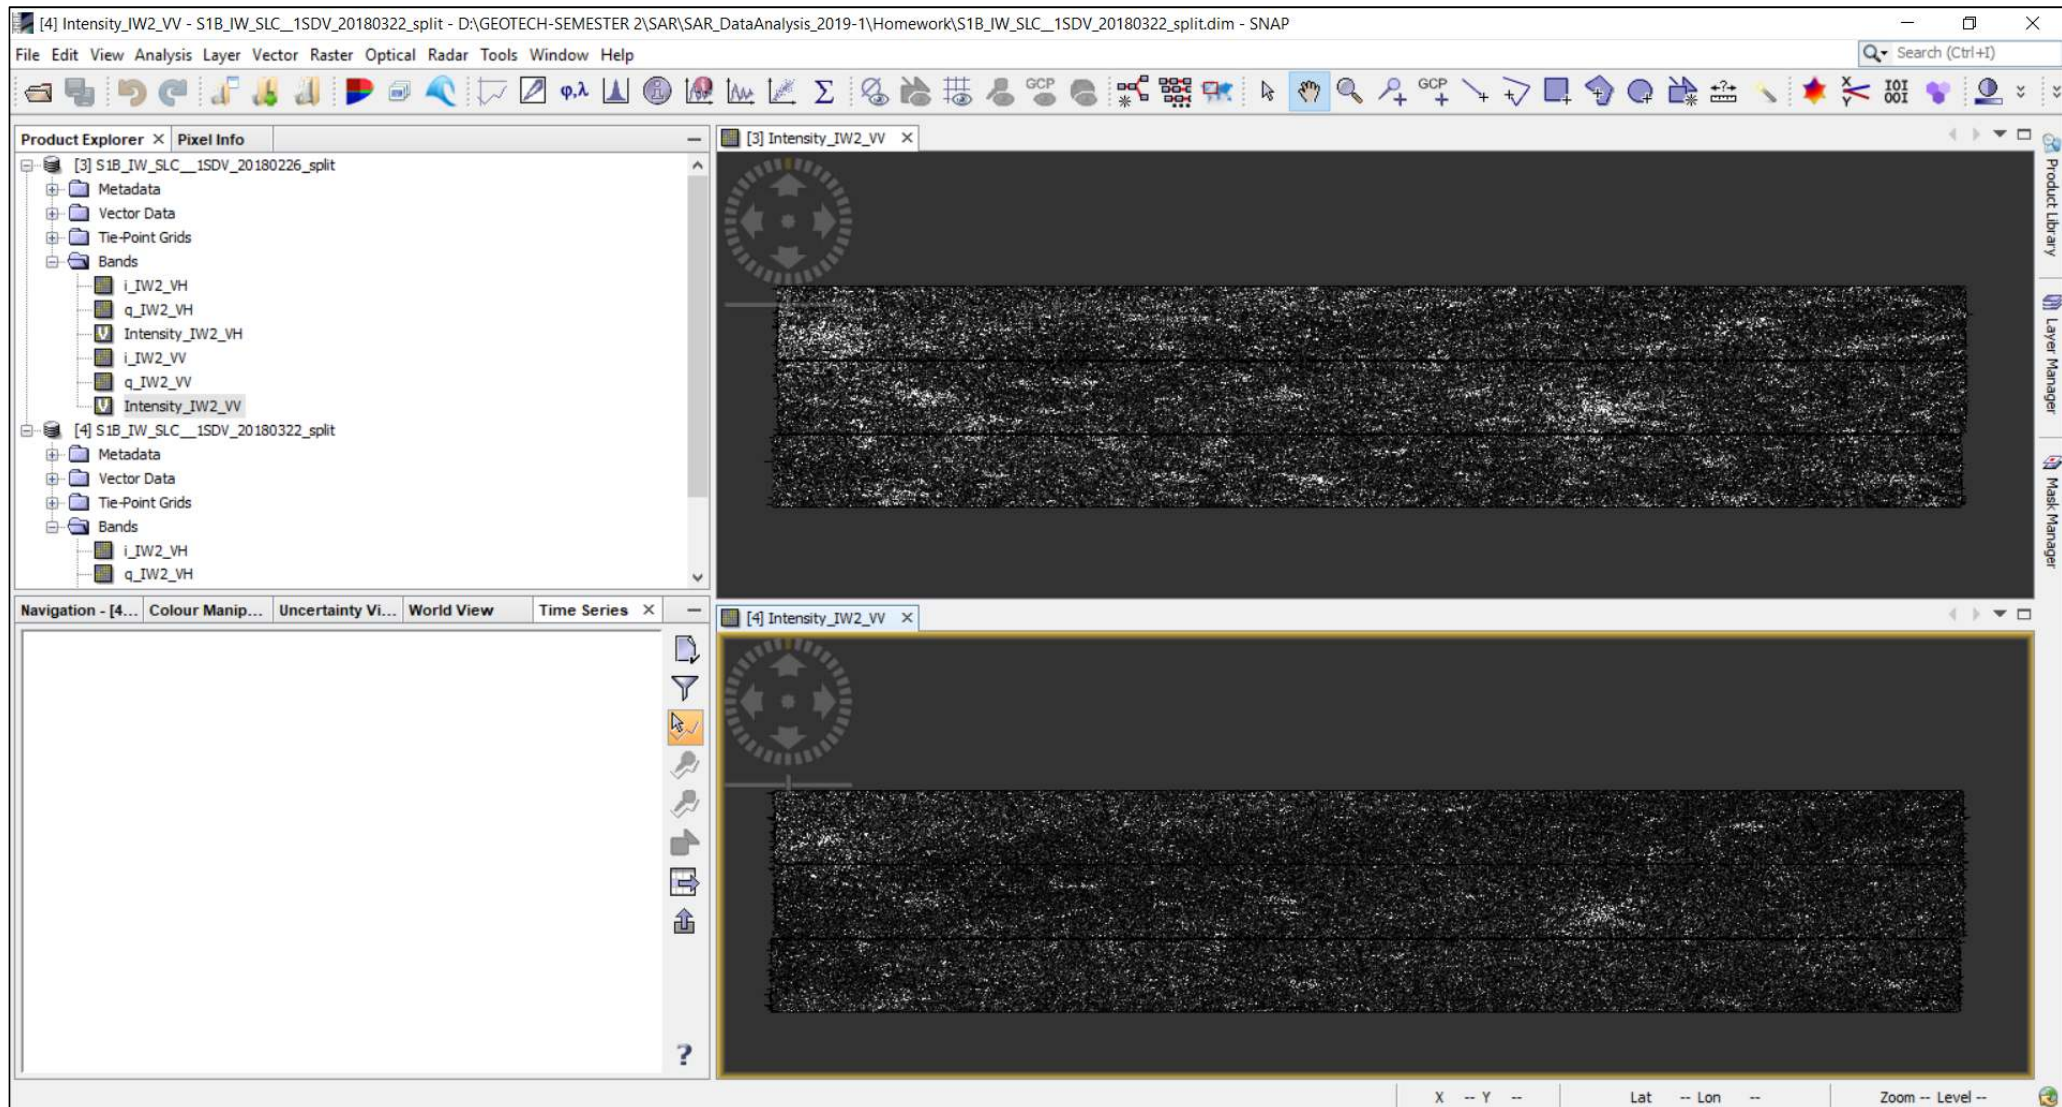 [4] Intensity_IW2_VV - S1B_IW_SLC__1SDV_20180322_split - D:\GEOTECH-SEMESTER 2\SAR\SAR_DataAnalysis_2019-1\Homework\S1B_IW_SLC__1SDV_20180322_split.dim - SNAP
File Edit View Analysis Layer Vector Raster Optical Radar Tools Window Help
Search (Ctrl+I)
φ,λ Σ GCP GCP
X Y IOI OOI
Product Explorer Pixel Info
[3] S1B_IW_SLC__1SDV_20180226_split
Metadata
Vector Data
Tie-Point Grids
Bands
i_IW2_VH
q_IW2_VH
Intensity_IW2_VH
i_IW2_VV
q_IW2_VV
Intensity_IW2_VV
[4] S1B_IW_SLC__1SDV_20180322_split
Metadata
Vector Data
Tie-Point Grids
Bands
i_IW2_VH
q_IW2_VH
Navigation - [4... Colour Manip... Uncertainty Vi... World View Time Series
?
[3] Intensity_IW2_VV
[4] Intensity_IW2_VV
Product Library
Layer Manager
Mask Manager
X -- Y -- Lat -- Lon -- Zoom -- Level --